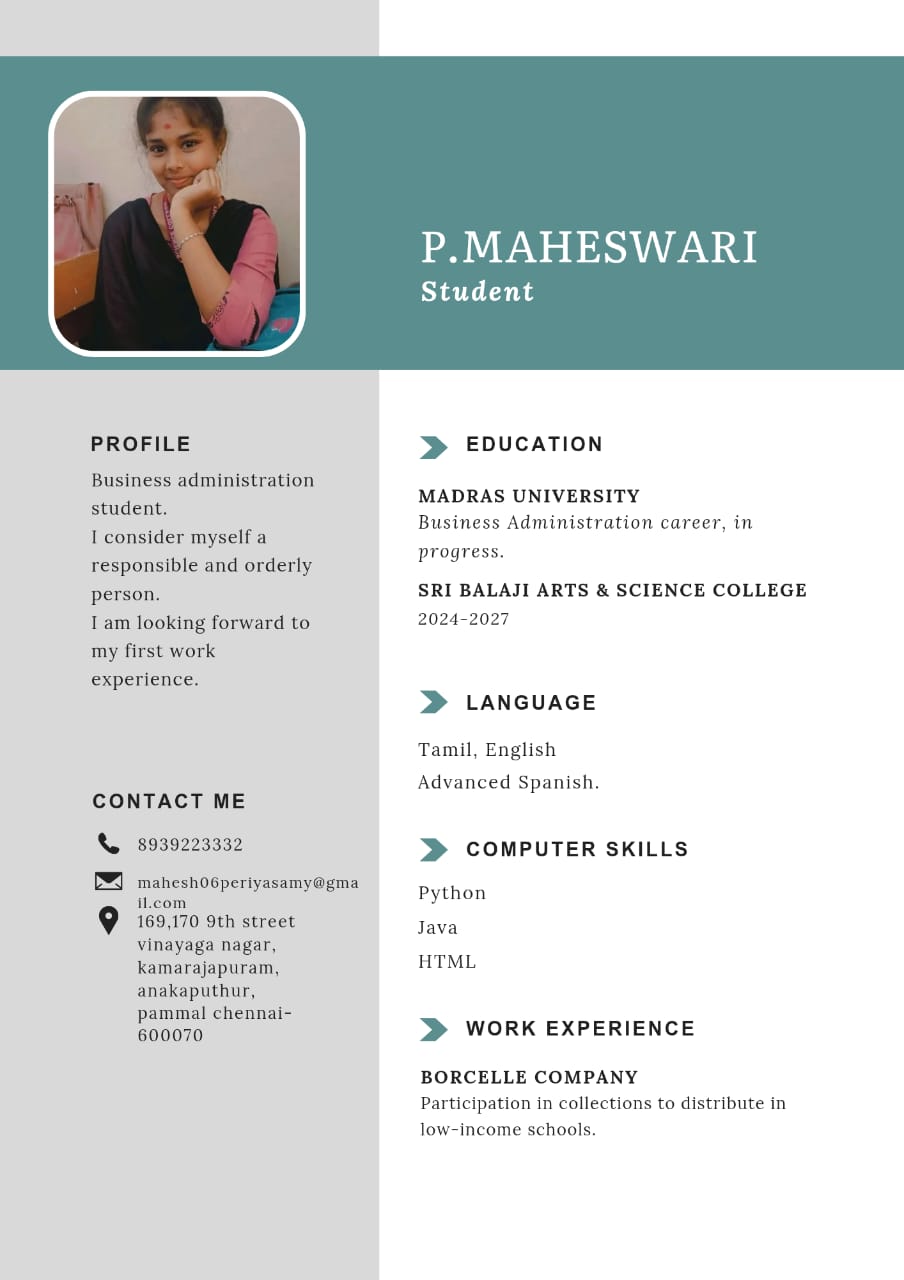 P.MAHESWARI
Student
PROFILE
Business administration
student.
I consider myself a
responsible and orderly
person.
I am looking forward to
my first work
experience.
CONTACT ME
8939223332
mahesh06periyasamy@gma
il.com
169,170 9th street
vinayaga nagar,
kamarajapuram,
anakaputhur,
pammal chennai-
600070
EDUCATION
MADRAS UNIVERSITY
Business Administration career, in
progress.
SRI BALAJI ARTS & SCIENCE COLLEGE
2024-2027
LANGUAGE
Tamil, English
Advanced Spanish.
COMPUTER SKILLS
Python
Java
HTML
WORK EXPERIENCE
BORCELLE COMPANY
Participation in collections to distribute in
low-income schools.